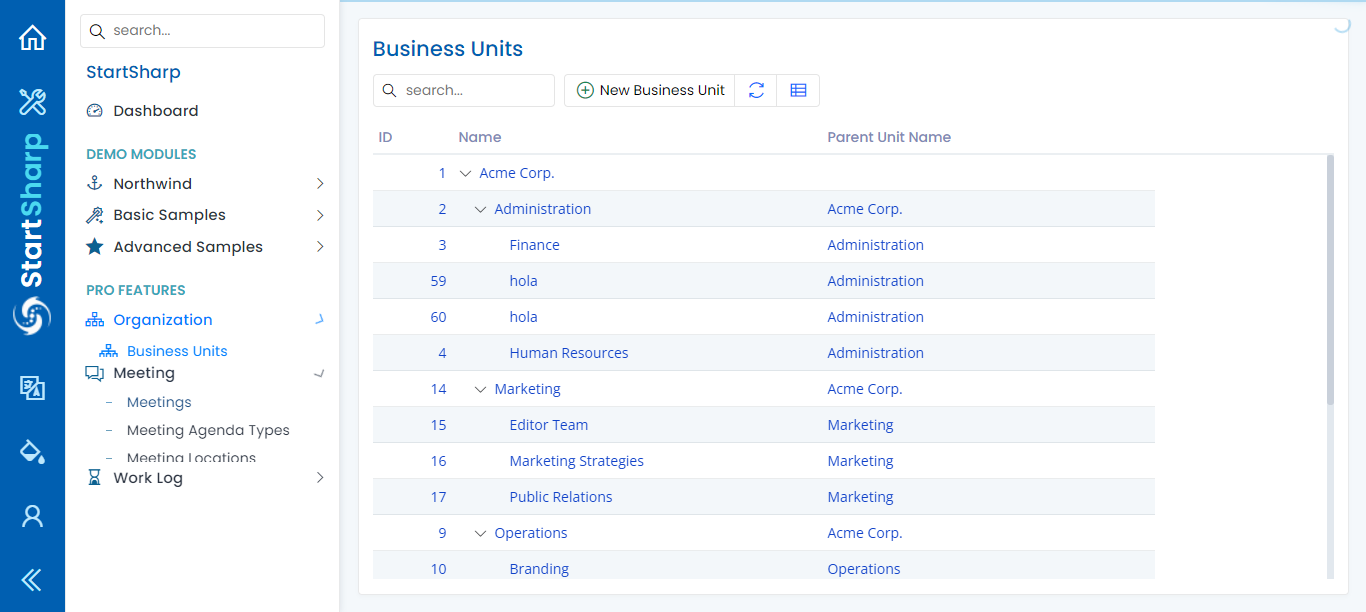 StartSharp
search...
StartSharp
Dashboard
DEMO MODULES
Northwind
Basic Samples
Advanced Samples
PRO FEATURES
Organization
Business Units
Meeting
Meetings
Meeting Agenda Types
Meeting Locations
Work Log
Business Units
search...
New Business Unit
ID Name Parent Unit Name
1 Acme Corp.
2 Administration Acme Corp.
3 Finance Administration
59 hola Administration
60 hola Administration
4 Human Resources Administration
14 Marketing Acme Corp.
15 Editor Team Marketing
16 Marketing Strategies Marketing
17 Public Relations Marketing
9 Operations Acme Corp.
10 Branding Operations